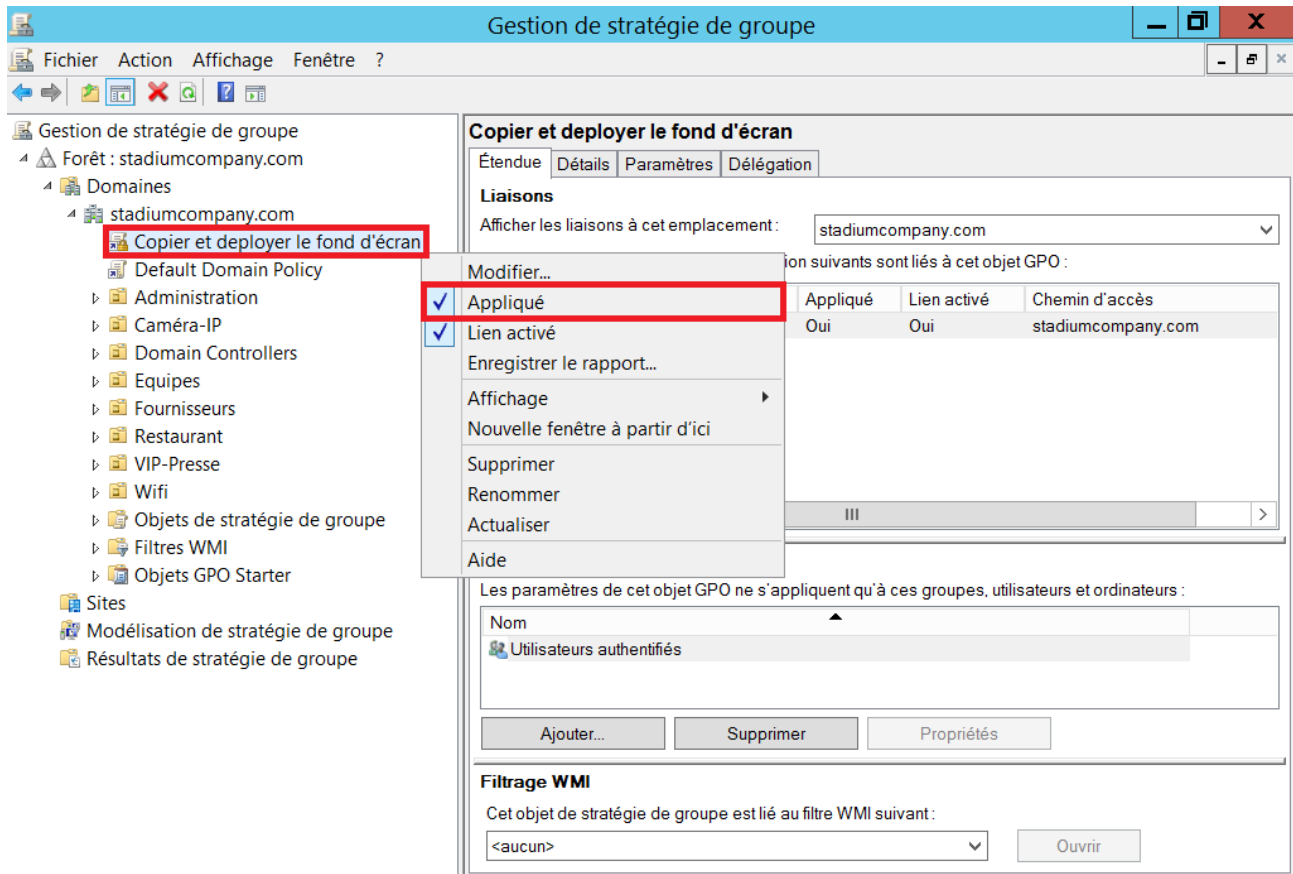 Gestion de stratégie de groupe
Fichier Action Affichage Fenêtre ?
Gestion de stratégie de groupe
Forêt : stadiumcompany.com
Domaines
stadiumcompany.com
Copier et deployer le fond d'écran
Default Domain Policy
Administration
Caméra-IP
Domain Controllers
Equipes
Fournisseurs
Restaurant
VIP-Presse
Wifi
Objets de stratégie de groupe
Filtres WMI
Objets GPO Starter
Sites
Modélisation de stratégie de groupe
Résultats de stratégie de groupe
Modifier...
Appliqué
Lien activé
Enregistrer le rapport...
Affichage
Nouvelle fenêtre à partir d'ici
Supprimer
Renommer
Actualiser
Aide
Copier et deployer le fond d'écran
Étendue Détails Paramètres Délégation
Liaisons
Afficher les liaisons à cet emplacement : stadiumcompany.com
ion suivants sont liés à cet objet GPO :
Appliqué Lien activé Chemin d'accès
Oui Oui stadiumcompany.com
Les paramètres de cet objet GPO ne s'appliquent qu'à ces groupes, utilisateurs et ordinateurs :
Nom
Utilisateurs authentifiés
Ajouter... Supprimer Propriétés
Filtrage WMI
Cet objet de stratégie de groupe est lié au filtre WMI suivant :
<aucun> Ouvrir